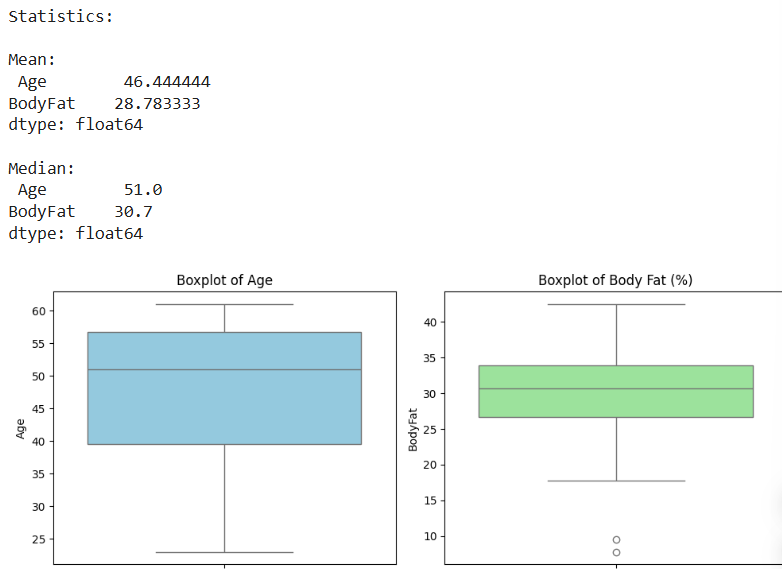 Statistics:
Mean:
Age 46.444444
BodyFat 28.783333
dtype: float64
Median:
Age 51.0
BodyFat 30.7
dtype: float64
Boxplot of Age
60
55
50
45
40
35
30
25
Age
Boxplot of Body Fat (%)
40
35
30
25
20
15
10
BodyFat